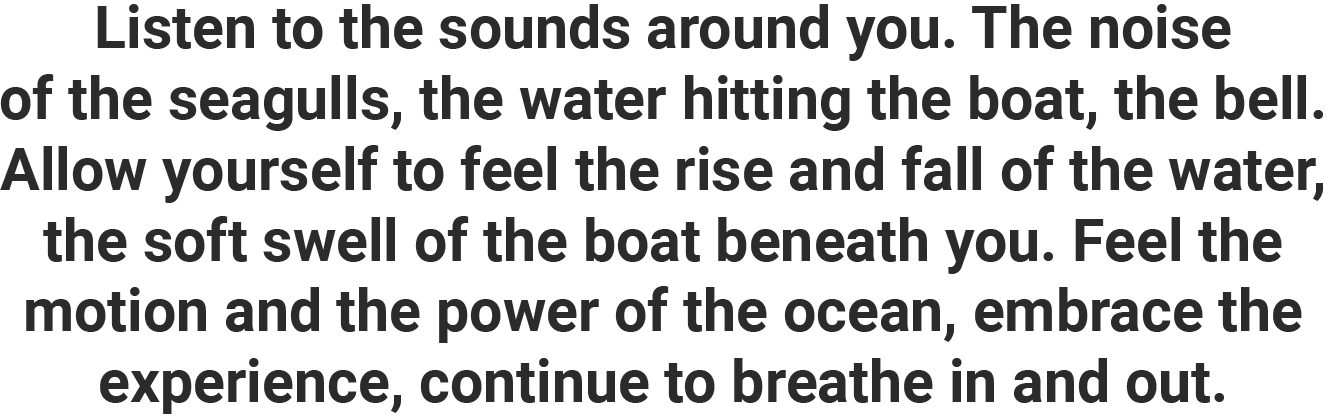 Listen to the sounds around you. The noise
of the seagulls, the water hitting the boat, the bell.
Allow yourself to feel the rise and fall of the water,
the soft swell of the boat beneath you. Feel the
motion and the power of the ocean, embrace the
experience, continue to breathe in and out.